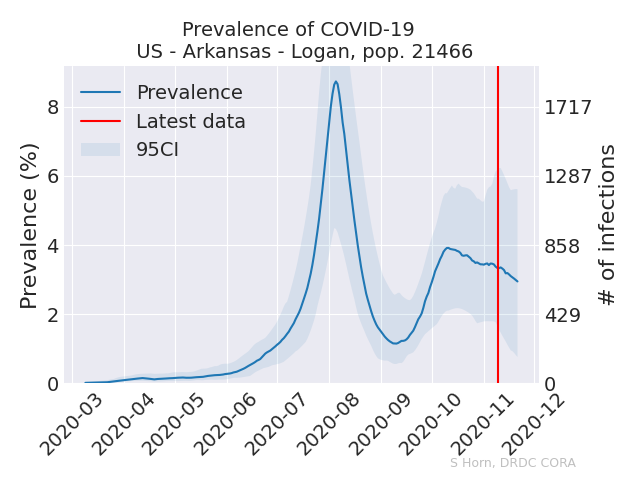 Prevalence of COVID-19
US - Arkansas - Logan, pop. 21466
Prevalence
Latest data
95CI
Prevalence (%)
8
6
4
2
0
1717
1287
858
429
0
# of infections
2020-03
2020-04
2020-05
2020-06
2020-07
2020-08
2020-09
2020-10
2020-11
2020-12
S Horn, DRDC CORA